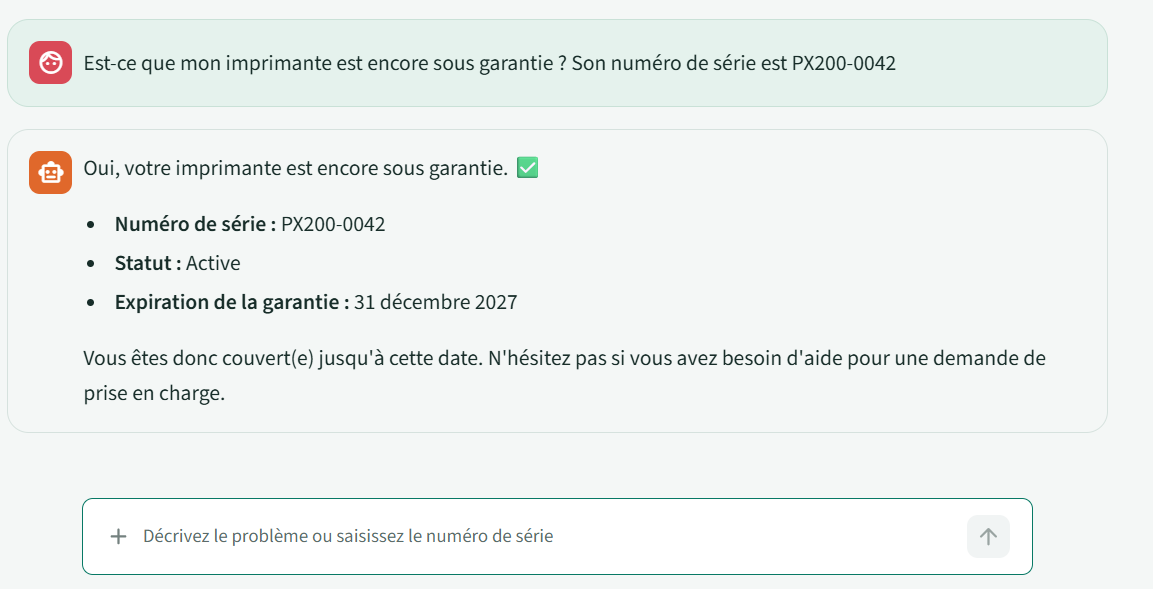 Est-ce que mon imprimante est encore sous garantie ? Son numéro de série est PX200-0042
Oui, votre imprimante est encore sous garantie. ✅
• Numéro de série : PX200-0042
• Statut : Active
• Expiration de la garantie : 31 décembre 2027
Vous êtes donc couvert(e) jusqu'à cette date. N'hésitez pas si vous avez besoin d'aide pour une demande de
prise en charge.
Décrivez le problème ou saisissez le numéro de série